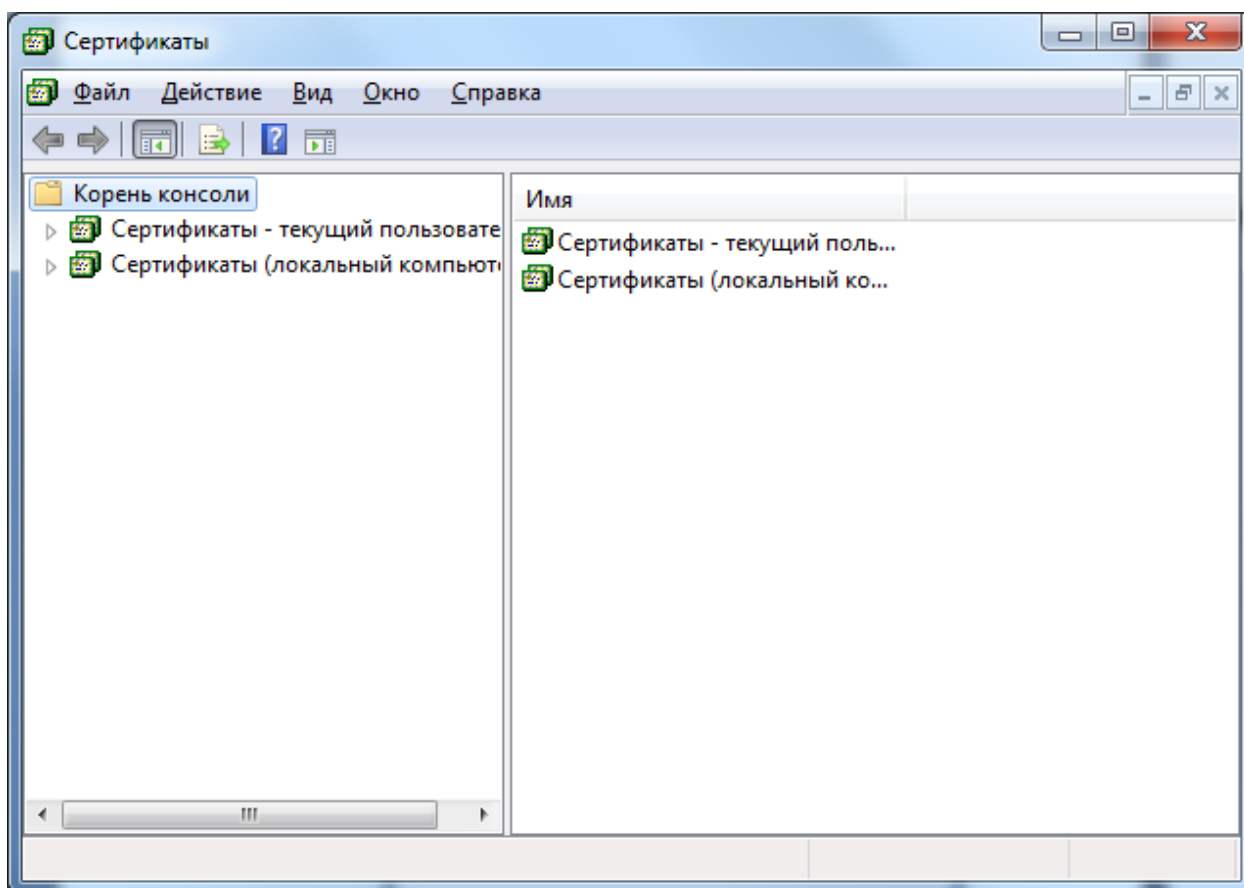 Сертификаты
Файл Действие Вид Окно Справка
Корень консоли
Сертификаты - текущий пользовате
Сертификаты (локальный компьют
Имя
Сертификаты - текущий поль...
Сертификаты (локальный ко...